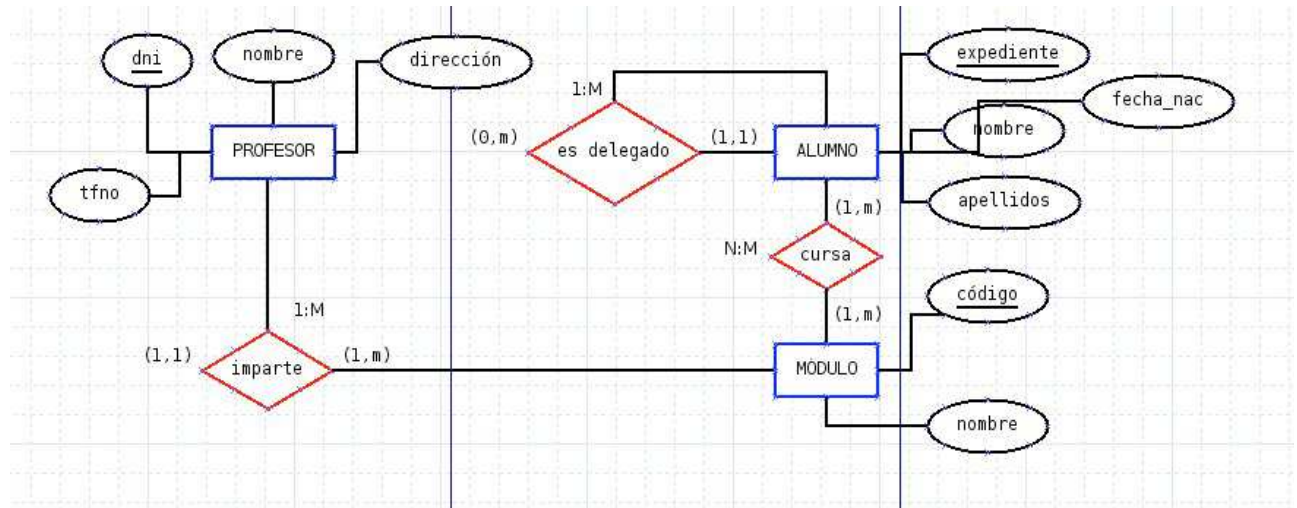 dni
nombre
dirección
PROFESOR
tfno
1:M
(1,1)
imparte
(1,m)
1:M
(0,m)
es delegado
(1,1)
ALUMNO
expediente
fecha_nac
nombre
apellidos
(1,m)
N:M
cursa
(1,m)
MÓDULO
código
nombre